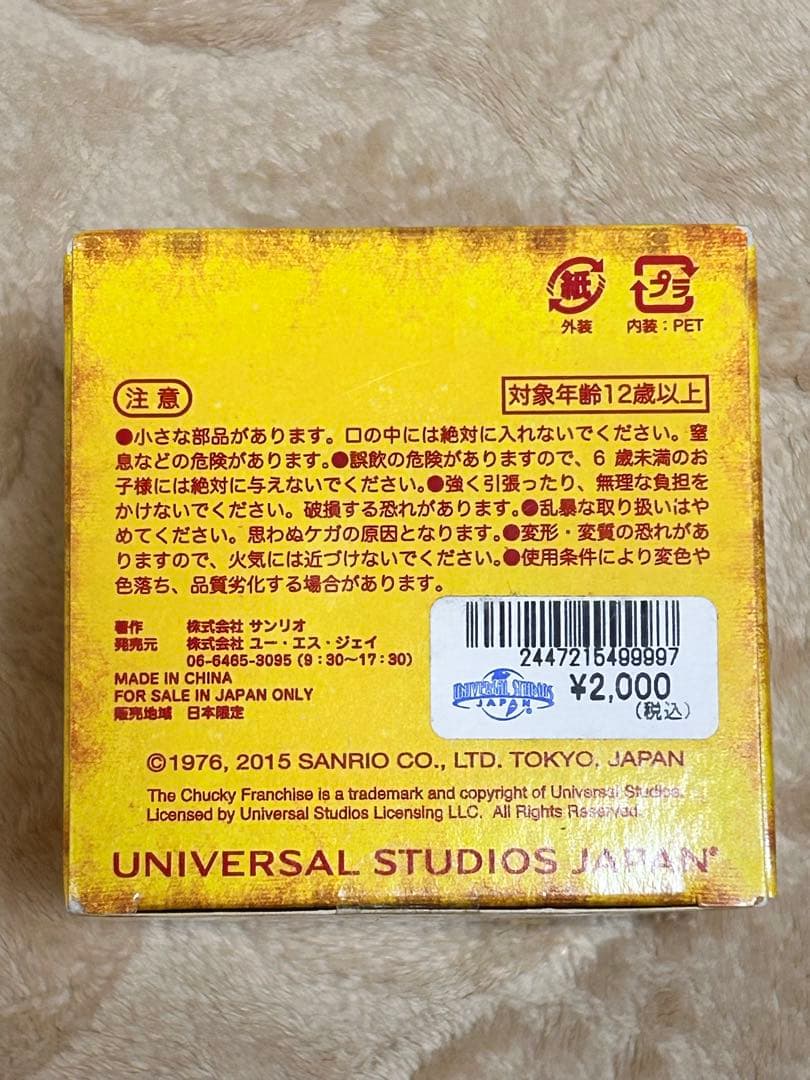 紙
プラ
外装
内装：PET
注意
対象年齢12歳以上
●小さな部品があります。口の中には絶対に入れないでください。窒
息などの危険があります。●誤飲の危険がありますので、6 歳未満のお
子様には絶対に与えないでください。●強く引張ったり、無理な負担を
かけないでください。破損する恐れがあります。●乱暴な取り扱いはや
めてください。思わぬケガの原因となります。●変形・変質の恐れがあ
りますので、火気には近づけないでください。●使用条件により変色や
色落ち、品質劣化する場合があります。
著作 株式会社 サンリオ
発売元 株式会社 ユー・エス・ジェイ
06-6465-3095（9：30～17：30）
MADE IN CHINA
FOR SALE IN JAPAN ONLY
販売地域 日本限定
2447215499997
UNIVERSAL STUDIOS
JAPAN®
¥2,000
（税込）
©1976, 2015 SANRIO CO., LTD. TOKYO, JAPAN
The Chucky Franchise is a trademark and copyright of Universal Studios.
Licensed by Universal Studios Licensing LLC. All Rights Reserved.
UNIVERSAL STUDIOS JAPAN®